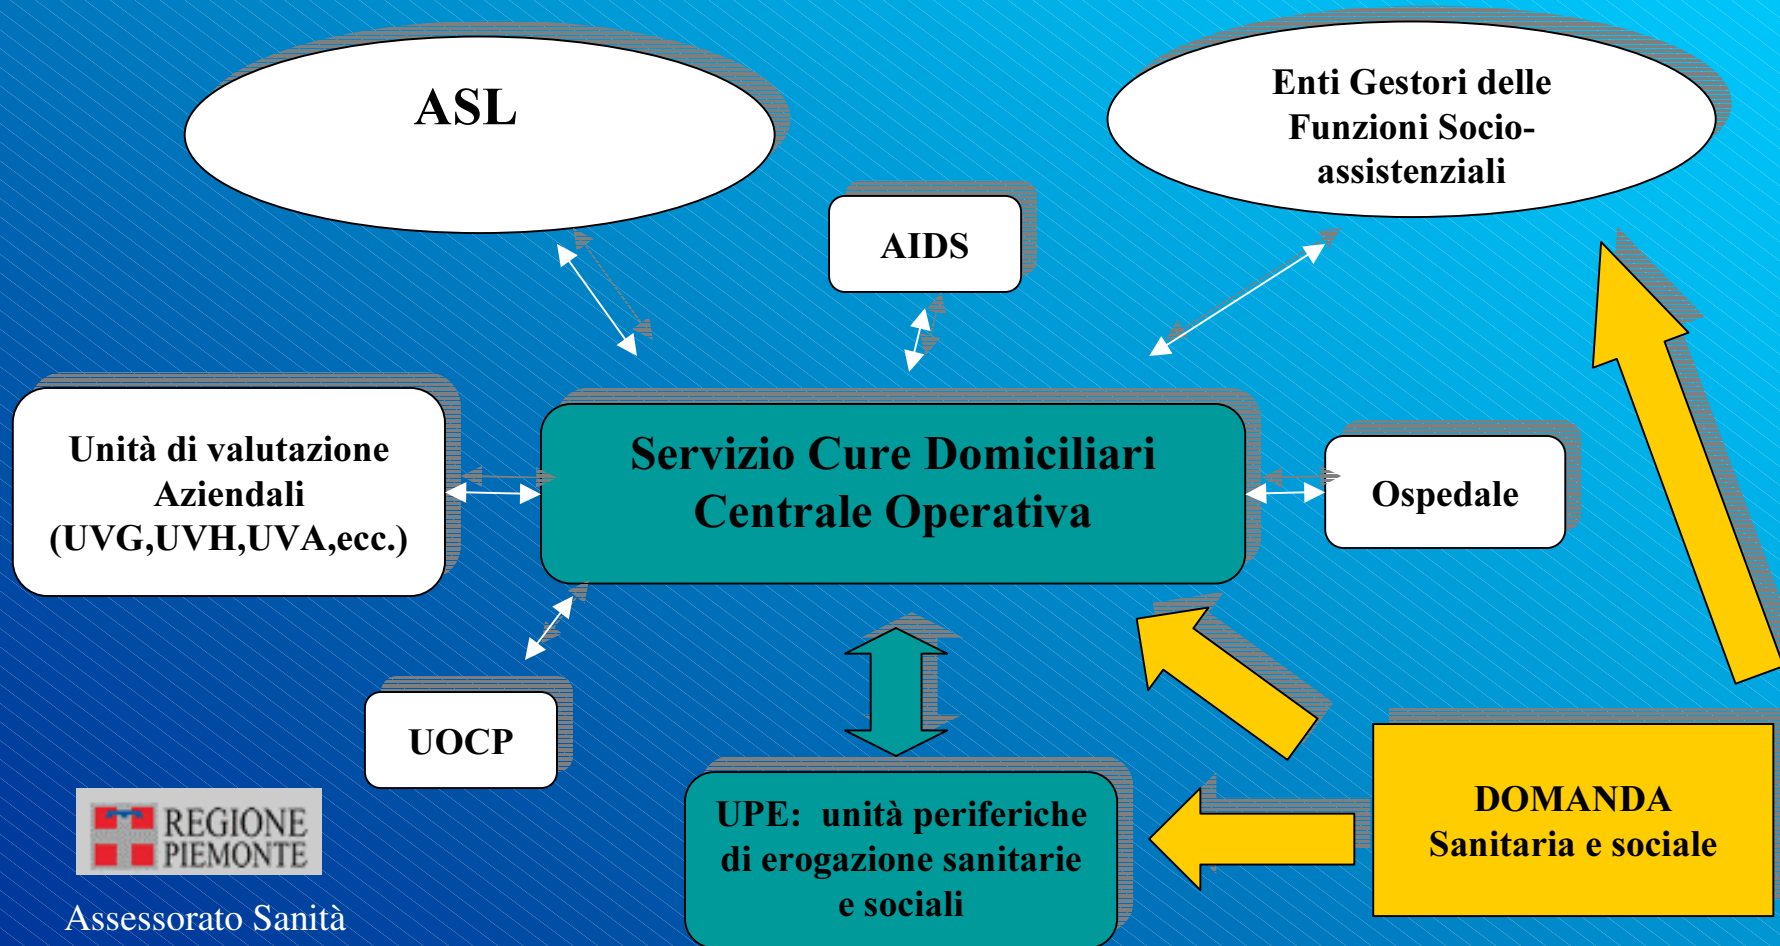 ASL
Enti Gestori delle
Funzioni Socio-
assistenziali
AIDS
Unità di valutazione
Aziendali
(UVG,UVH,UVA,ecc.)
Servizio Cure Domiciliari
Centrale Operativa
Ospedale
UOCP
UPE:  unità periferiche
di erogazione sanitarie
e sociali
DOMANDA
Sanitaria e sociale
REGIONE
PIEMONTE
Assessorato Sanità